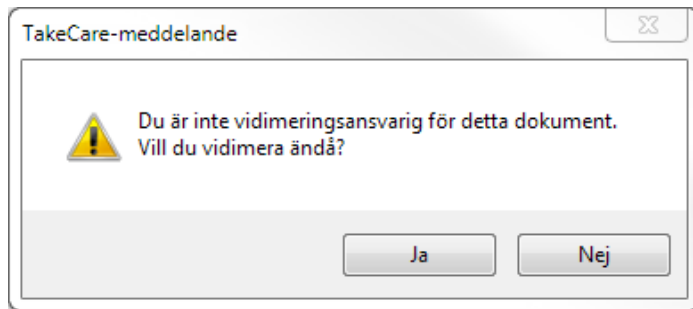 TakeCare-meddelande
Du är inte vidimeringsansvarig för detta dokument.
Vill du vidimera ändå?
Ja
Nej